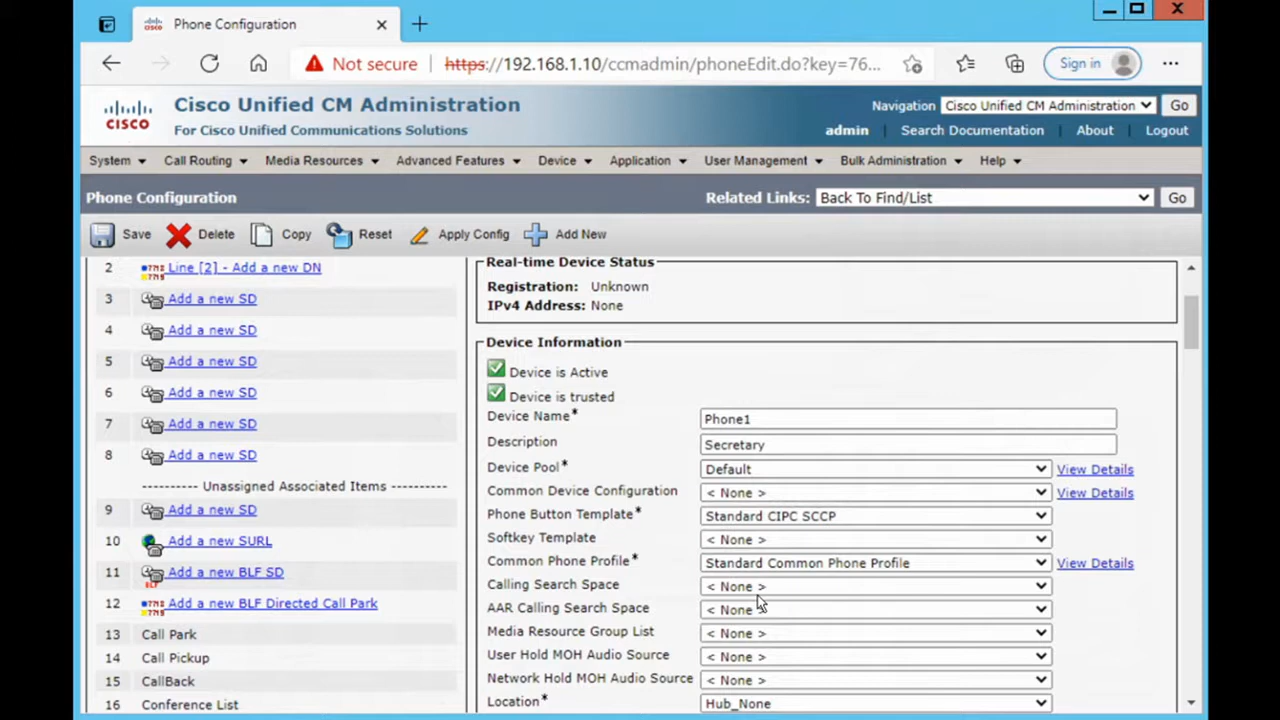 Phone Configuration
Not secure https://192.168.1.10/ccmadmin/phoneEdit.do?key=76... Sign in
CISCO
Cisco Unified CM Administration
For Cisco Unified Communications Solutions
Navigation Cisco Unified CM Administration Go
admin | Search Documentation | About | Logout
System Call Routing Media Resources Advanced Features Device Application User Management Bulk Administration Help
Phone Configuration Related Links: Back To Find/List Go
Save Delete Copy Reset Apply Config Add New
2 Line [2] - Add a new DN
3 Add a new SD
4 Add a new SD
5 Add a new SD
6 Add a new SD
7 Add a new SD
8 Add a new SD
---------- Unassigned Associated Items ----------
9 Add a new SD
10 Add a new SURL
11 Add a new BLF SD
12 Add a new BLF Directed Call Park
13 Call Park
14 Call Pickup
15 CallBack
16 Conference List
Real-time Device Status
Registration: Unknown
IPv4 Address: None
Device Information
Device is Active
Device is trusted
Device Name* Phone1
Description Secretary
Device Pool* Default View Details
Common Device Configuration < None > View Details
Phone Button Template* Standard CIPC SCCP
Softkey Template < None >
Common Phone Profile* Standard Common Phone Profile View Details
Calling Search Space < None >
AAR Calling Search Space < None >
Media Resource Group List < None >
User Hold MOH Audio Source < None >
Network Hold MOH Audio Source < None >
Location* Hub_None